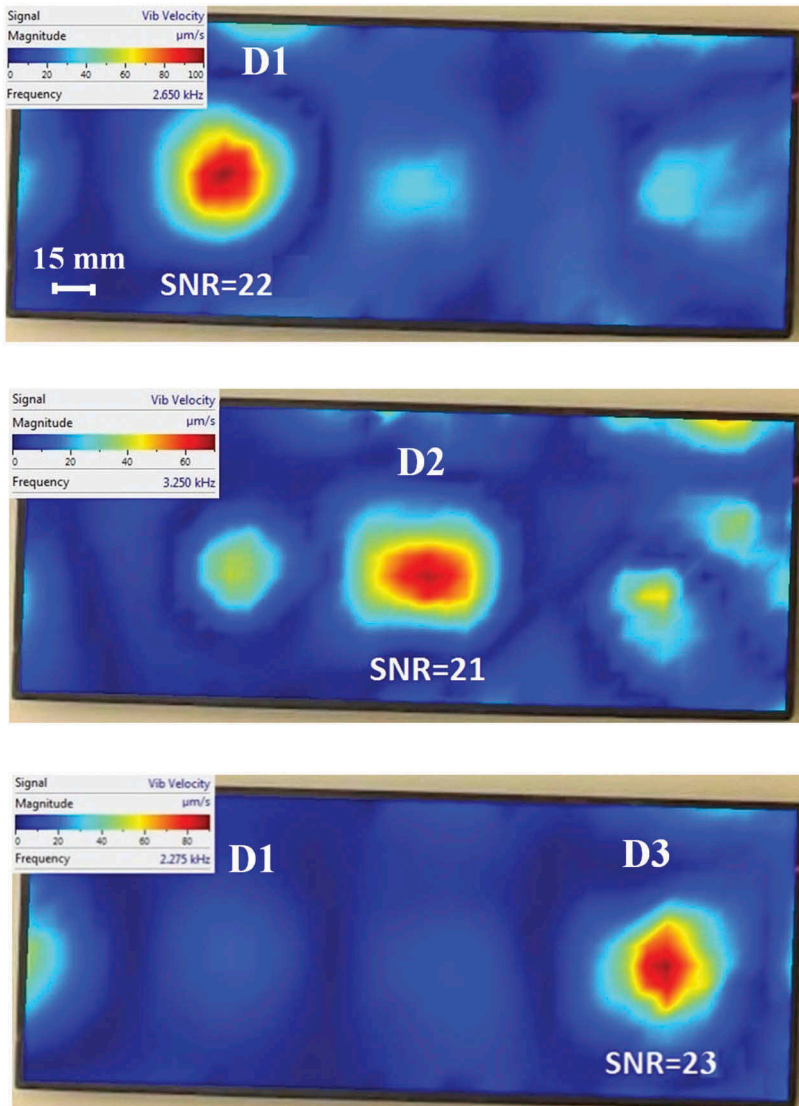 Signal Vib Velocity
Magnitude µm/s
0 20 40 60 80 100
Frequency 2.650 kHz
D1
15 mm
SNR=22
Signal Vib Velocity
Magnitude µm/s
0 20 40 60
Frequency 3.250 kHz
D2
SNR=21
Signal Vib Velocity
Magnitude µm/s
0 20 40 60 80
Frequency 2.275 kHz
D1
D3
SNR=23